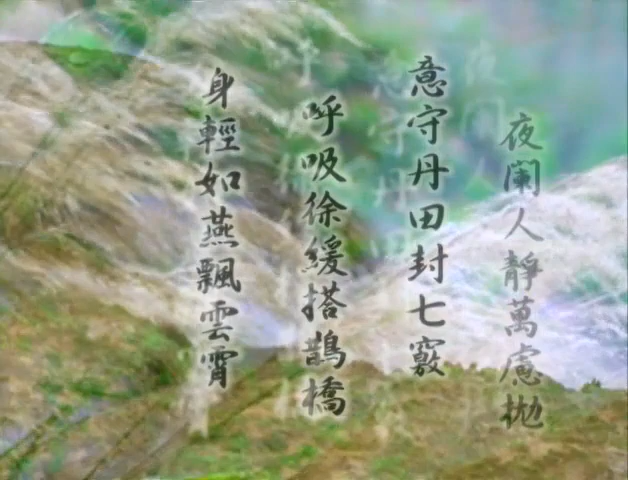 夜闌人靜萬慮拋
意守丹田封七竅
呼吸徐緩搭鵲橋
身輕如燕飄雲霄